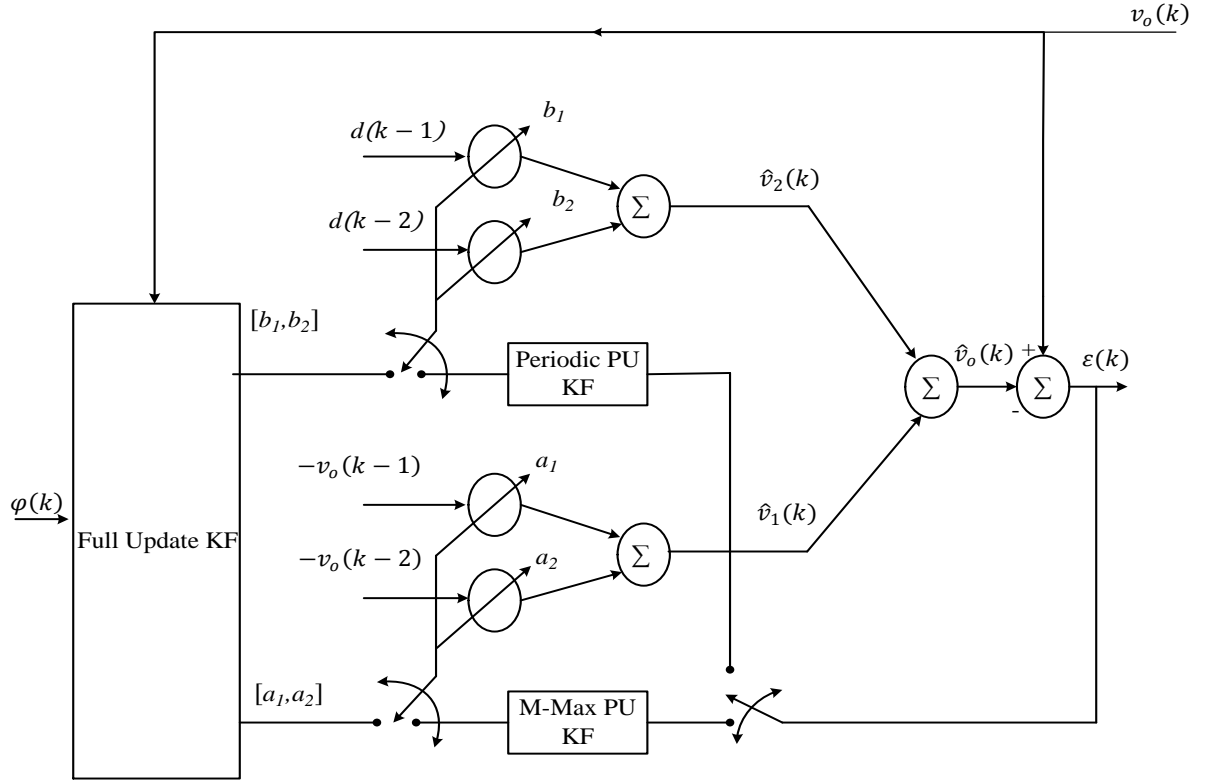 v_o(k)
d(k − 1)
b_1
d(k − 2)
b_2
Σ
v̂_2(k)
[b_1,b_2]
Periodic PU
KF
Σ
v̂_o(k)
+
-
Σ
ε(k)
−v_o(k − 1)
a_1
φ(k)
Full Update KF
−v_o(k − 2)
a_2
Σ
v̂_1(k)
[a_1,a_2]
M-Max PU
KF